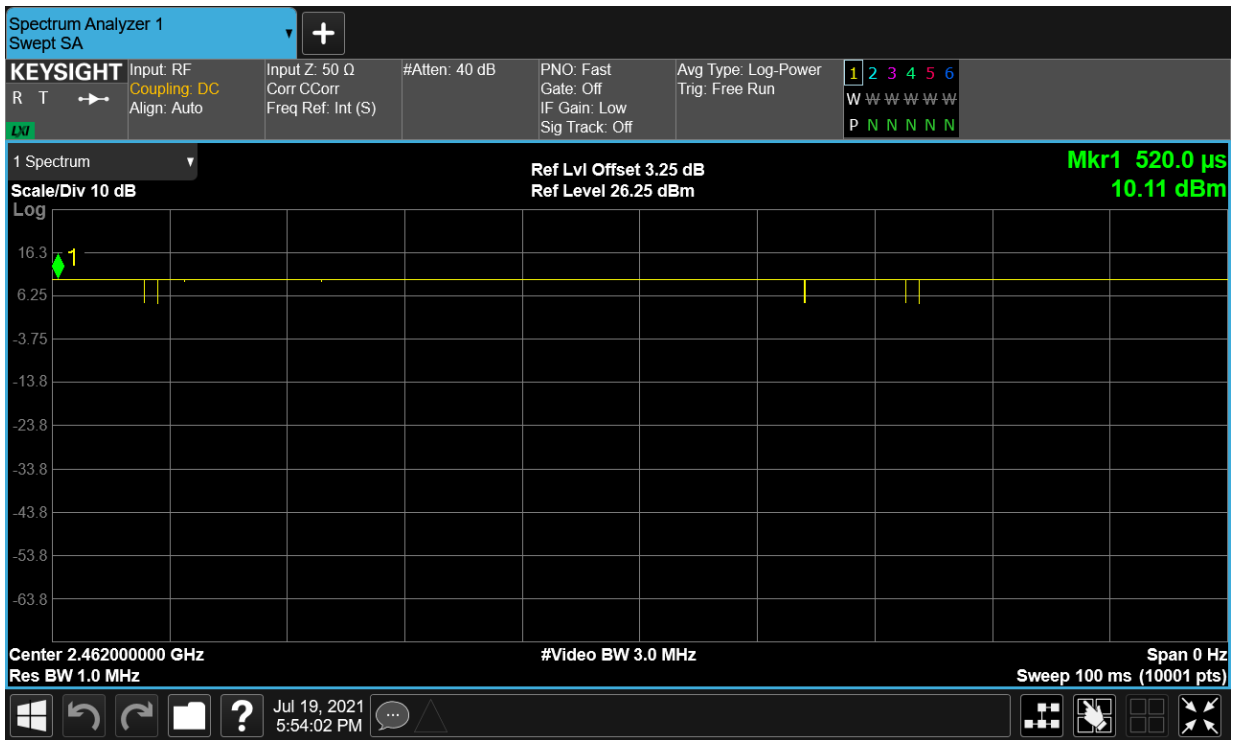 Spectrum Analyzer 1
Swept SA
KEYSIGHT
R T
LXI
Input: RF
Coupling: DC
Align: Auto
Input Z: 50 Ω
Corr CCorr
Freq Ref: Int (S)
#Atten: 40 dB
PNO: Fast
Gate: Off
IF Gain: Low
Sig Track: Off
Avg Type: Log-Power
Trig: Free Run
1 2 3 4 5 6
W W W W W W
P N N N N N
1 Spectrum
Scale/Div 10 dB
Log
Ref Lvl Offset 3.25 dB
Ref Level 26.25 dBm
Mkr1 520.0 µs
10.11 dBm
1
16.3
6.25
-3.75
-13.8
-23.8
-33.8
-43.8
-53.8
-63.8
Center 2.462000000 GHz
Res BW 1.0 MHz
#Video BW 3.0 MHz
Span 0 Hz
Sweep 100 ms (10001 pts)
?
Jul 19, 2021
5:54:02 PM